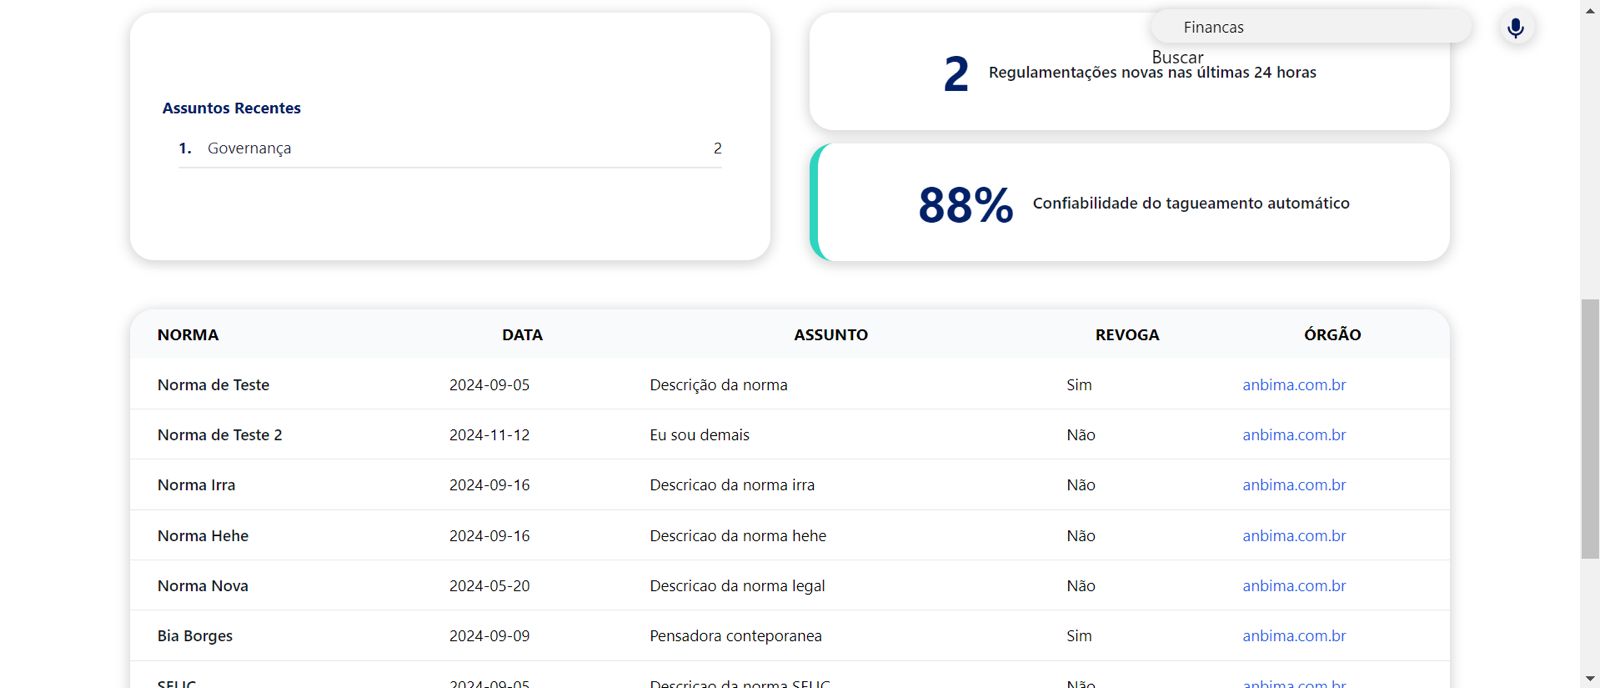 Financas
Buscar
2 Regulamentações novas nas últimas 24 horas
Assuntos Recentes
1. Governança 2
88% Confiabilidade do tagueamento automático
NORMA DATA ASSUNTO REVOGA ÓRGÃO
Norma de Teste 2024-09-05 Descrição da norma Sim anbima.com.br
Norma de Teste 2 2024-11-12 Eu sou demais Não anbima.com.br
Norma Irra 2024-09-16 Descricao da norma irra Não anbima.com.br
Norma Hehe 2024-09-16 Descricao da norma hehe Não anbima.com.br
Norma Nova 2024-05-20 Descricao da norma legal Não anbima.com.br
Bia Borges 2024-09-09 Pensadora conteporanea Sim anbima.com.br
2024-09-05 Descricao da norma Não anbima.com.br